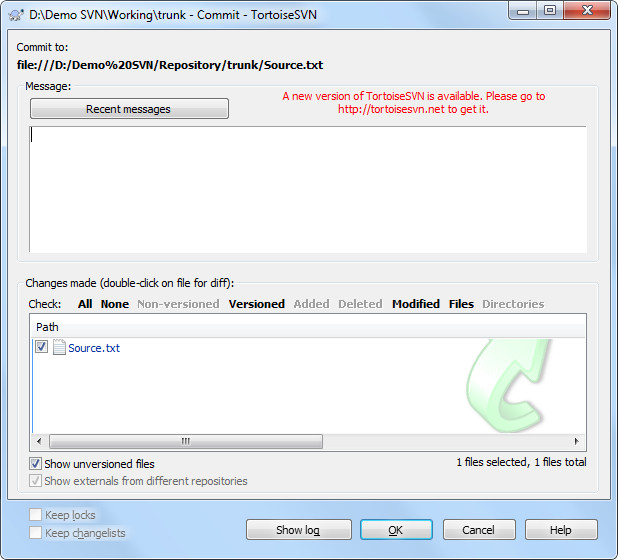 D:\Demo SVN\Working\trunk - Commit - TortoiseSVN
Commit to:
file:///D:/Demo%20SVN/Repository/trunk/Source.txt
Message:
Recent messages
A new version of TortoiseSVN is available. Please go to
http://tortoisesvn.net to get it.
Changes made (double-click on file for diff):
Check: All None Non-versioned Versioned Added Deleted Modified Files Directories
Path
Source.txt
Show unversioned files 1 files selected, 1 files total
Show externals from different repositories
Keep locks
Keep changelists
Show log OK Cancel Help